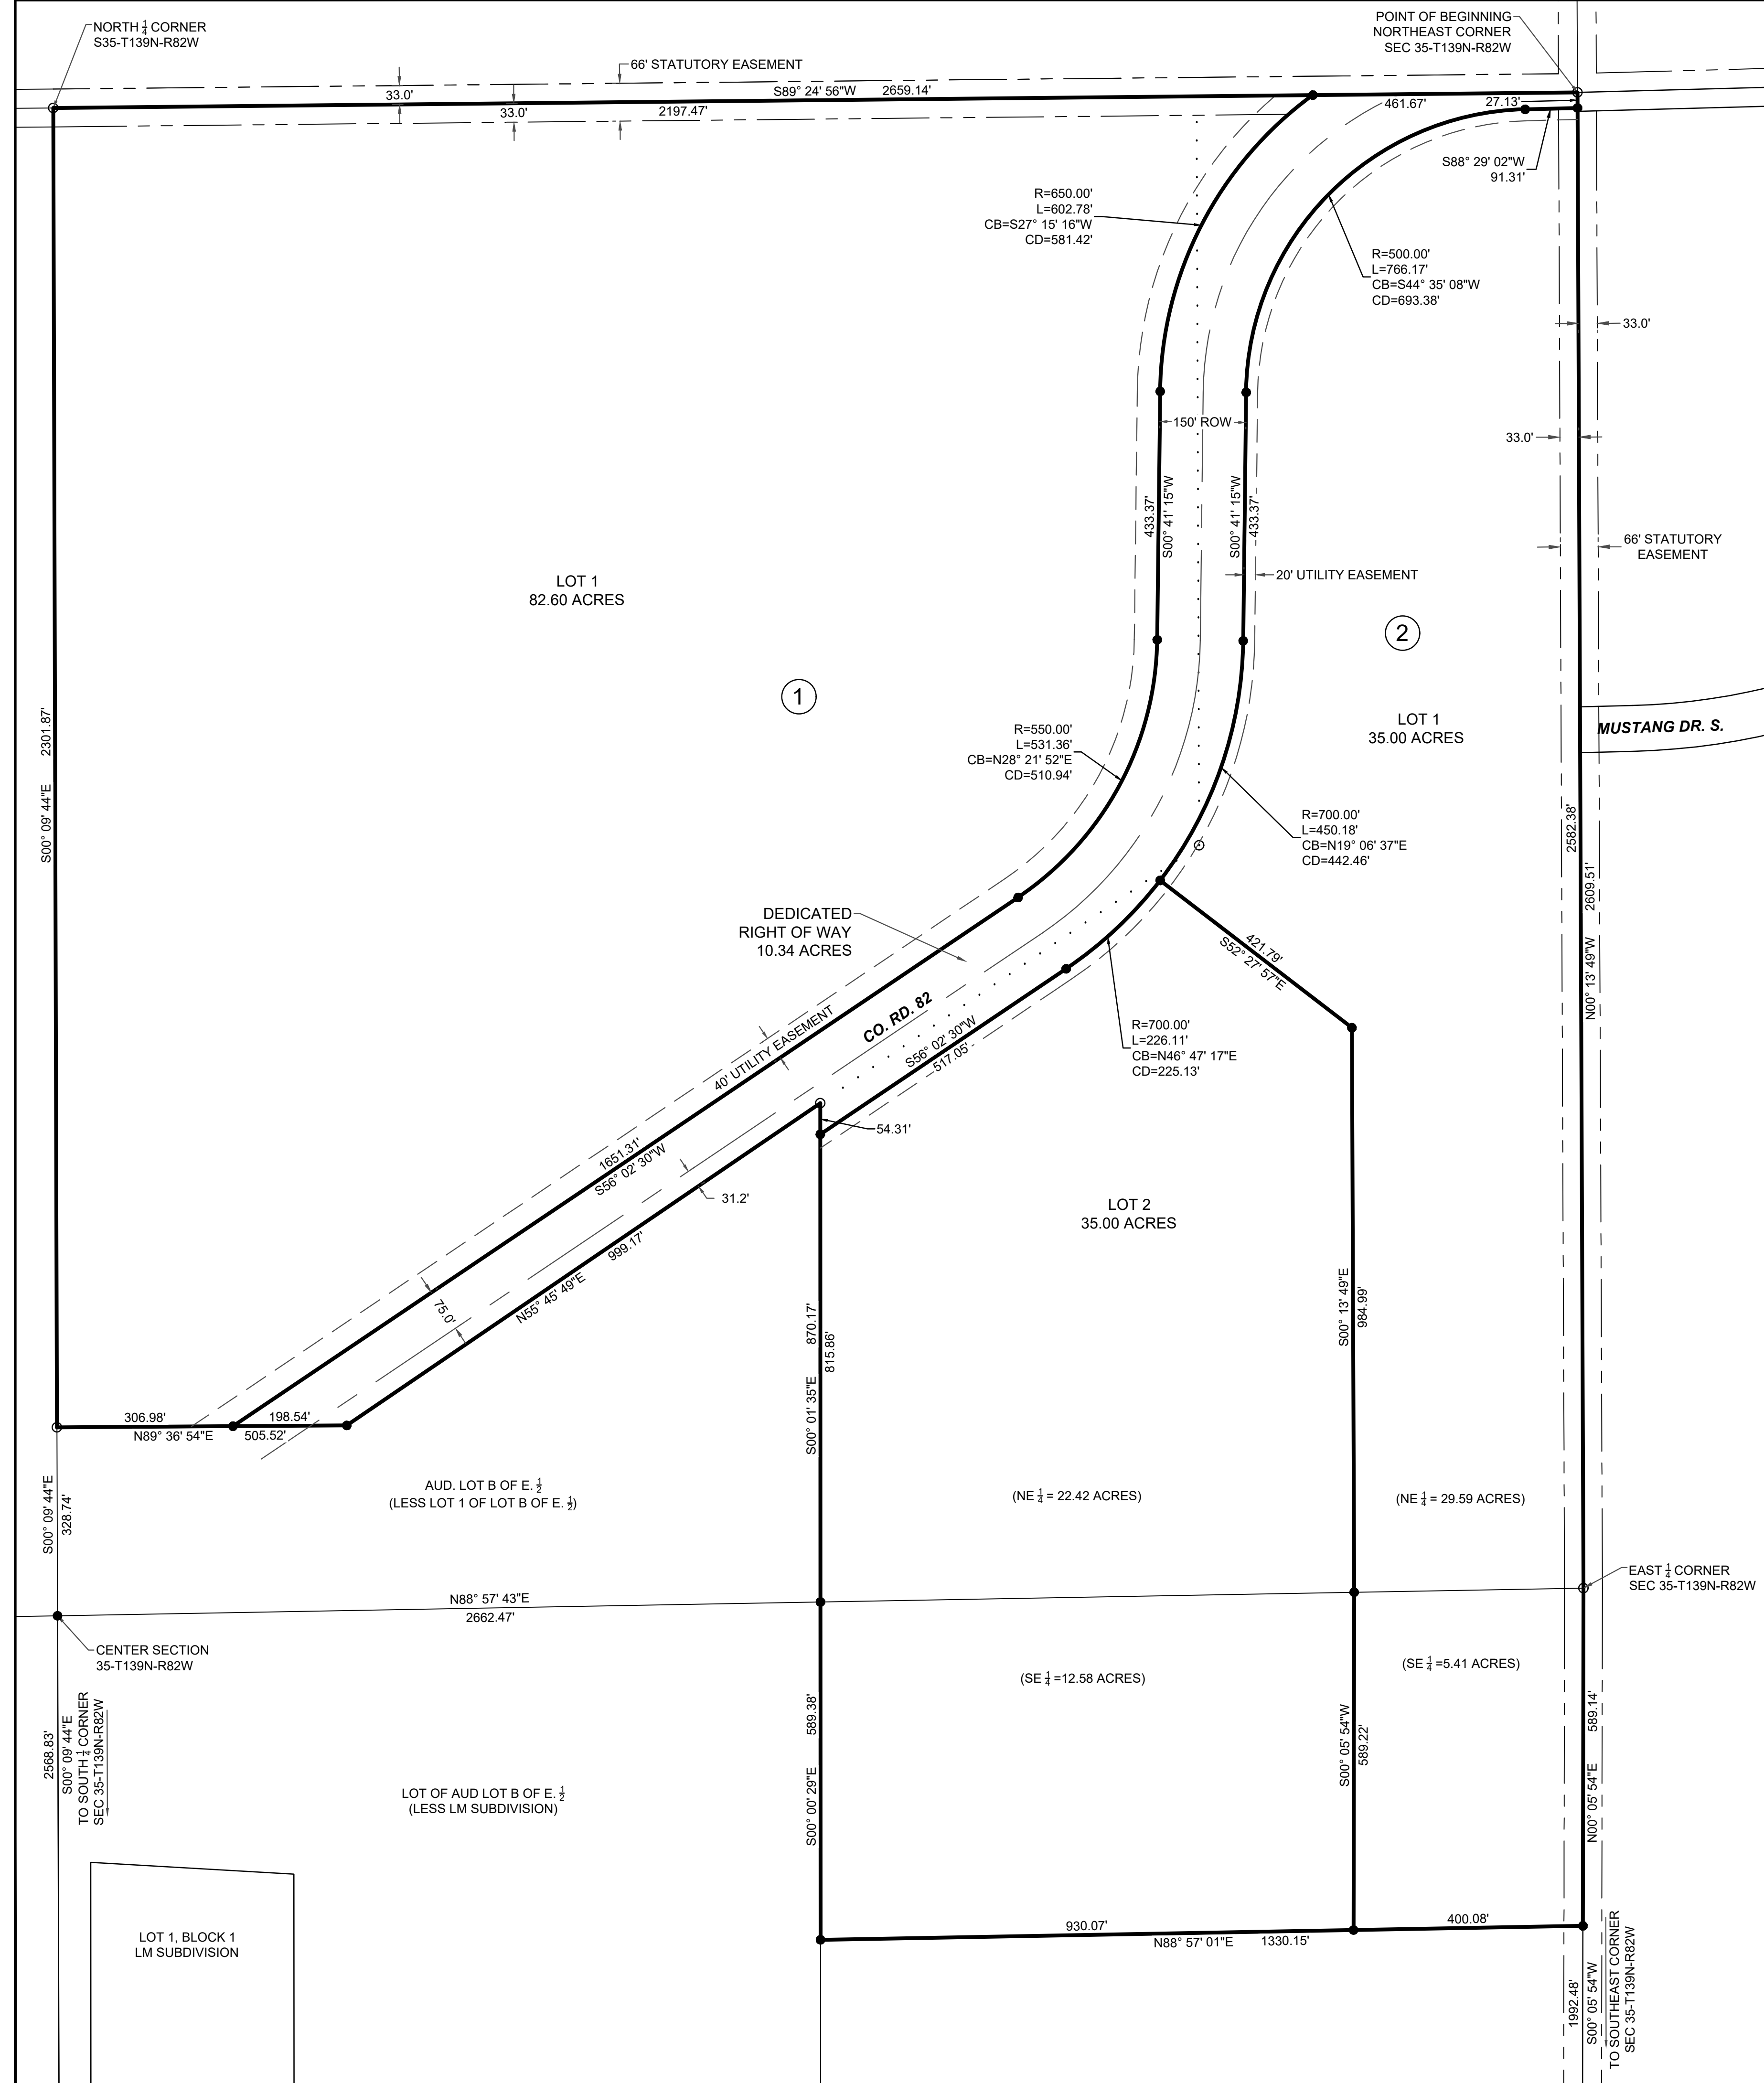 NORTH 1/4 CORNER
S35-T139N-R82W
POINT OF BEGINNING
NORTHEAST CORNER
SEC 35-T139N-R82W
66' STATUTORY EASEMENT
33.0'
33.0'
S89° 24' 56"W 2659.14'
2197.47'
461.67'
27.13'
S88° 29' 02"W
91.31'
R=650.00'
L=602.78'
CB=S27° 15' 16"W
CD=581.42'
R=500.00'
L=766.17'
CB=S44° 35' 08"W
CD=693.38'
33.0'
33.0'
150' ROW
433.37'
S00° 41' 15"W
S00° 41' 15"W
433.37'
66' STATUTORY
EASEMENT
20' UTILITY EASEMENT
LOT 1
82.60 ACRES
2
1
LOT 1
35.00 ACRES
MUSTANG DR. S.
S00° 09' 44"E 2301.87'
R=550.00'
L=531.36'
CB=N28° 21' 52"E
CD=510.94'
R=700.00'
L=450.18'
CB=N19° 06' 37"E
CD=442.46'
2582.38'
N00° 13' 49"W 2609.51'
DEDICATED
RIGHT OF WAY
10.34 ACRES
421.79'
S52° 27' 57"E
CO. RD. 82
40' UTILITY EASEMENT
S56° 02' 30"W
517.05'
R=700.00'
L=226.11'
CB=N46° 47' 17"E
CD=225.13'
54.31'
1651.31'
S56° 02' 30"W
31.2'
LOT 2
35.00 ACRES
999.17'
N55° 45' 49"E
75.0'
S00° 01' 35"E 870.17'
815.86'
S00° 13' 49"E
984.99'
306.98'
198.54'
N89° 36' 54"E 505.52'
S00° 09' 44"E
328.74'
AUD. LOT B OF E. 1/2
(LESS LOT 1 OF LOT B OF E. 1/2)
(NE 1/4 = 22.42 ACRES)
(NE 1/4 = 29.59 ACRES)
EAST 1/4 CORNER
SEC 35-T139N-R82W
N88° 57' 43"E
2662.47'
CENTER SECTION
35-T139N-R82W
(SE 1/4 =12.58 ACRES)
(SE 1/4 =5.41 ACRES)
2568.83'
S00° 09' 44"E
TO SOUTH 1/4 CORNER
SEC 35-T139N-R82W
S00° 00' 29"E 589.38'
S00° 05' 54"W
589.22'
N00° 05' 54"E 589.14'
LOT OF AUD LOT B OF E. 1/2
(LESS LM SUBDIVISION)
930.07'
400.08'
N88° 57' 01"E 1330.15'
LOT 1, BLOCK 1
LM SUBDIVISION
1992.48'
S00° 05' 54"W
TO SOUTHEAST CORNER
SEC 35-T139N-R82W